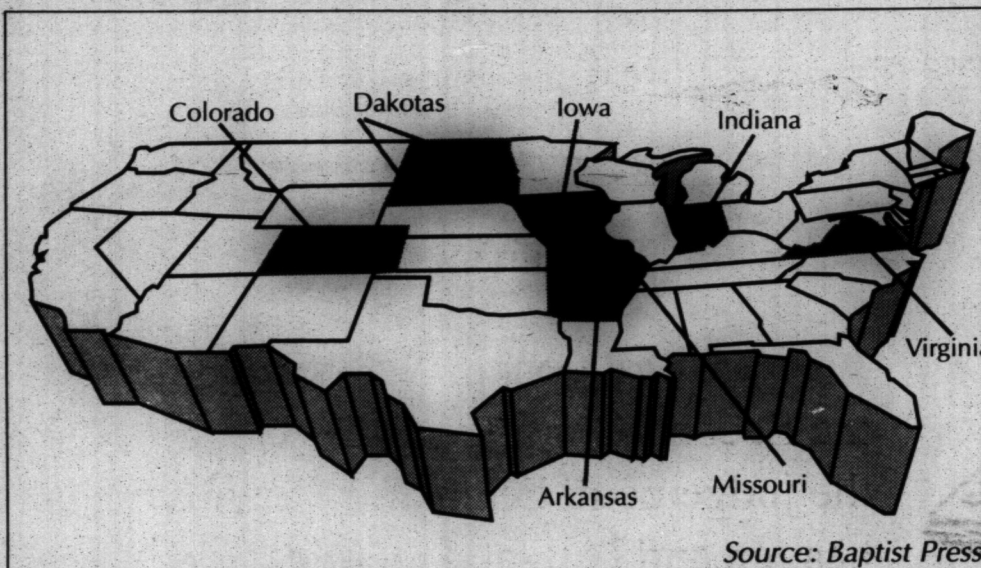 Colorado
Dakotas
Iowa
Indiana
Virginia
Arkansas
Missouri
Source: Baptist Press